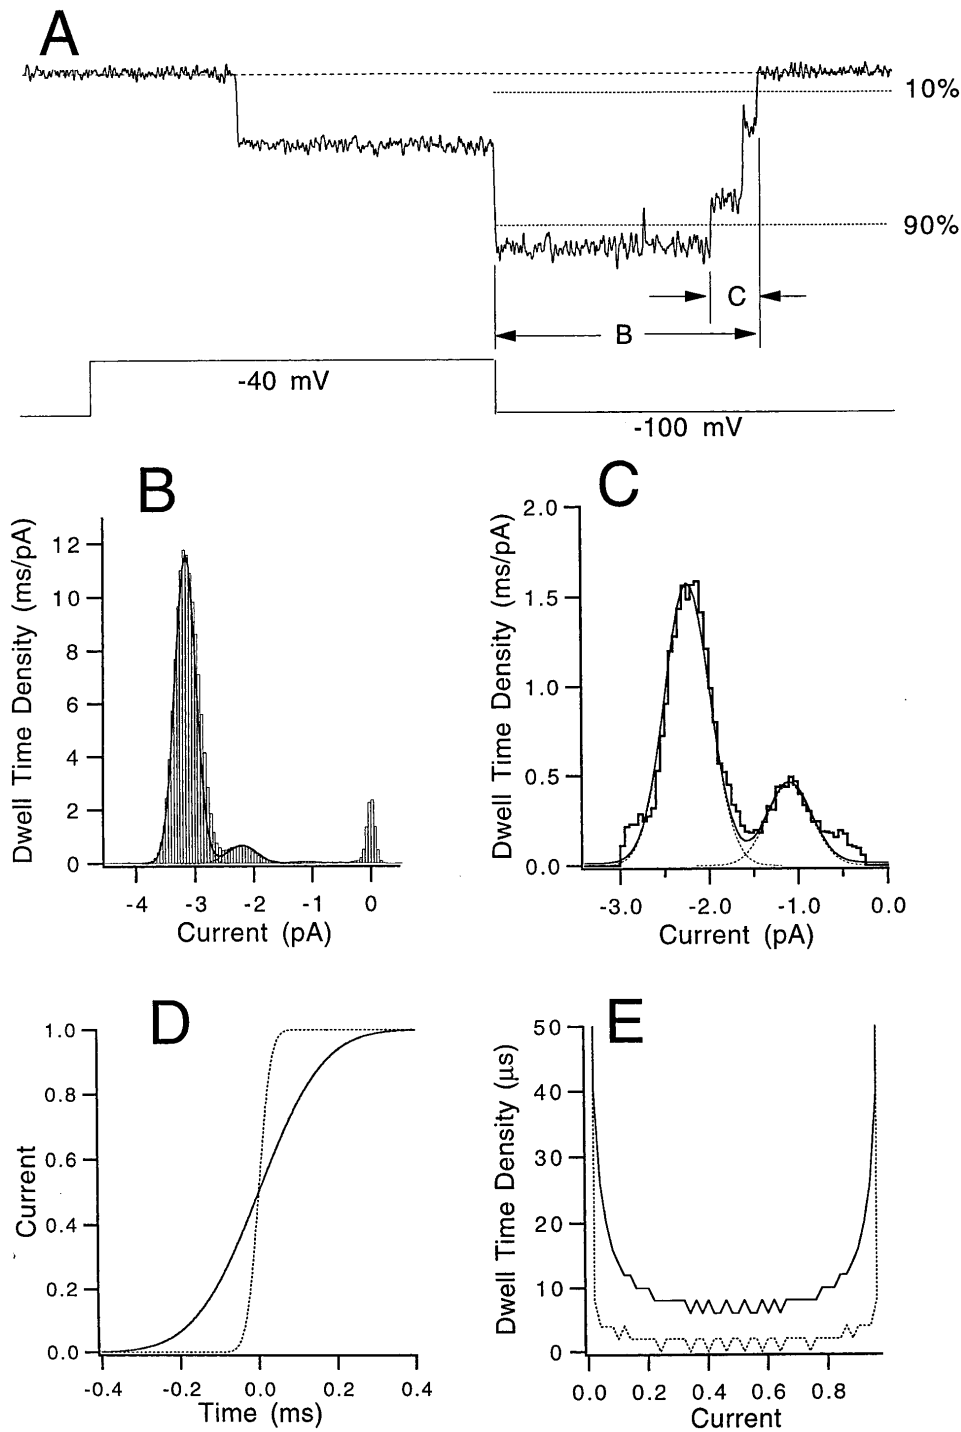 A
10%
90%
C
B
-40 mV
-100 mV
B
Dwell Time Density (ms/pA)
12
10
8
6
4
2
0
-4 -3 -2 -1 0
Current (pA)
C
Dwell Time Density (ms/pA)
2.0
1.5
1.0
0.5
0.0
-3.0 -2.0 -1.0 0.0
Current (pA)
D
Current
1.0
0.8
0.6
0.4
0.2
0.0
-0.4 -0.2 0.0 0.2 0.4
Time (ms)
E
Dwell Time Density (μs)
50
40
30
20
10
0
0.0 0.2 0.4 0.6 0.8
Current